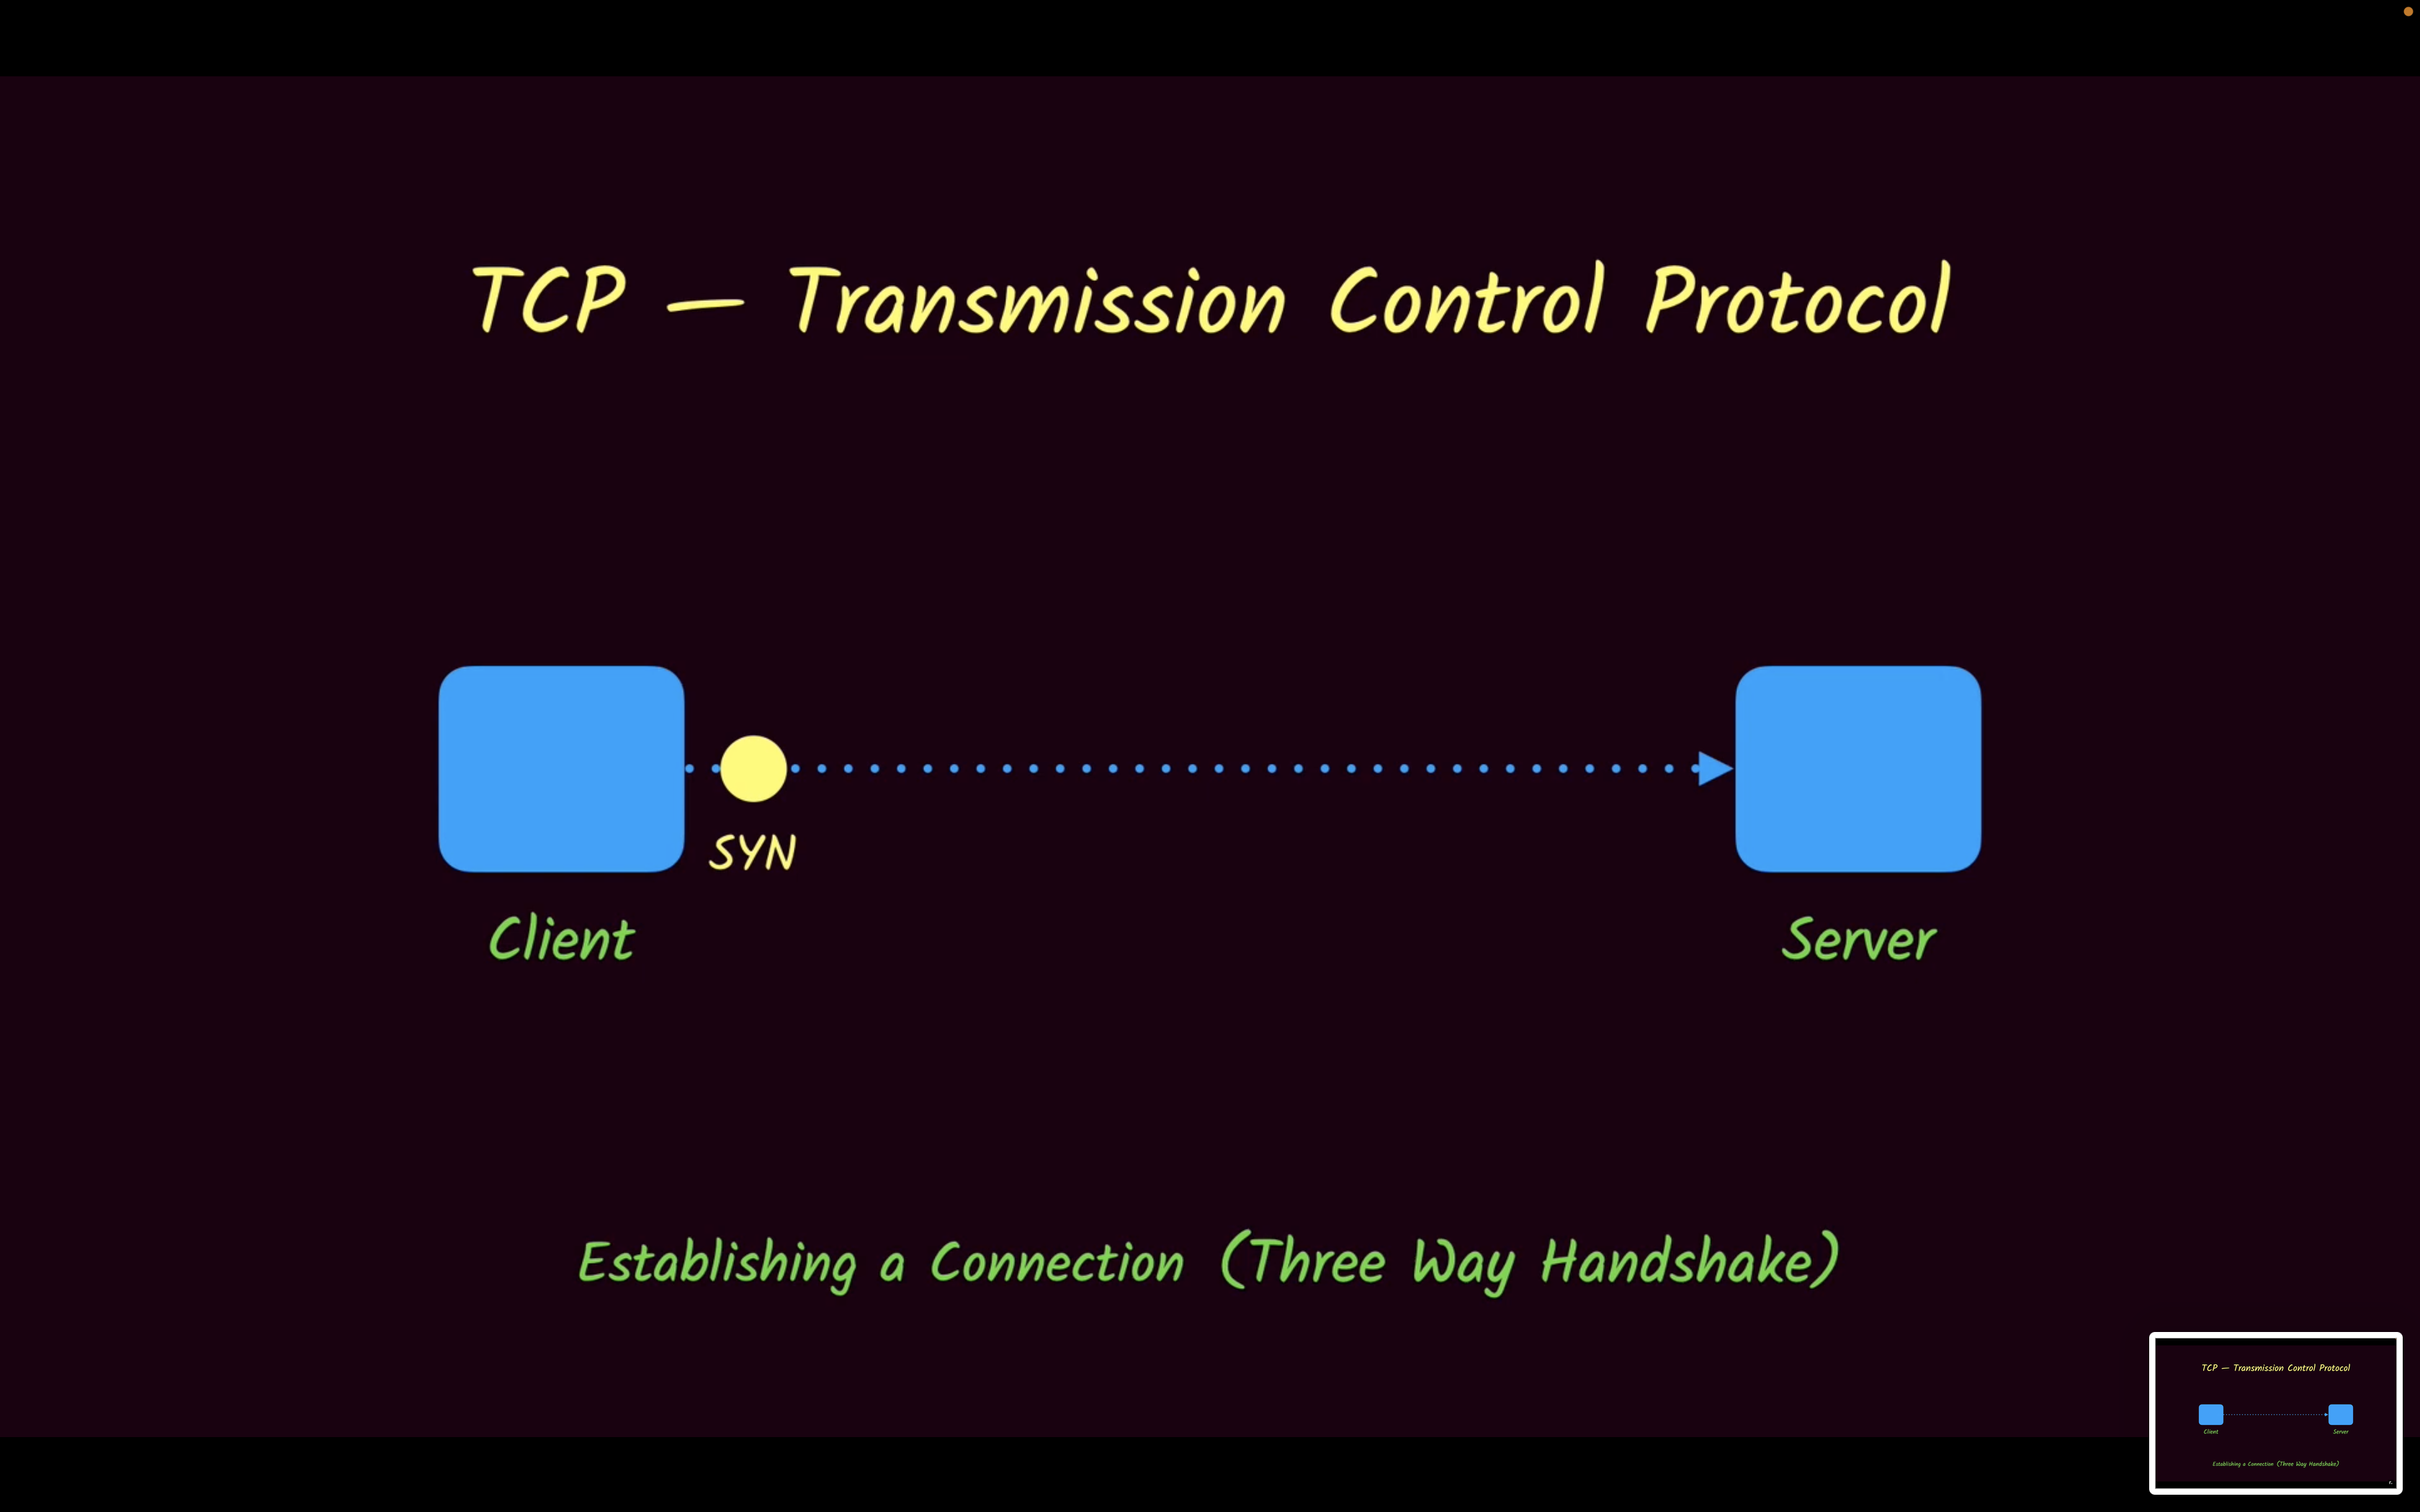 TCP — Transmission Control Protocol
SYN
Client
Server
Establishing a Connection (Three Way Handshake)
TCP — Transmission Control Protocol
Client
Server
Establishing a Connection (Three Way Handshake)